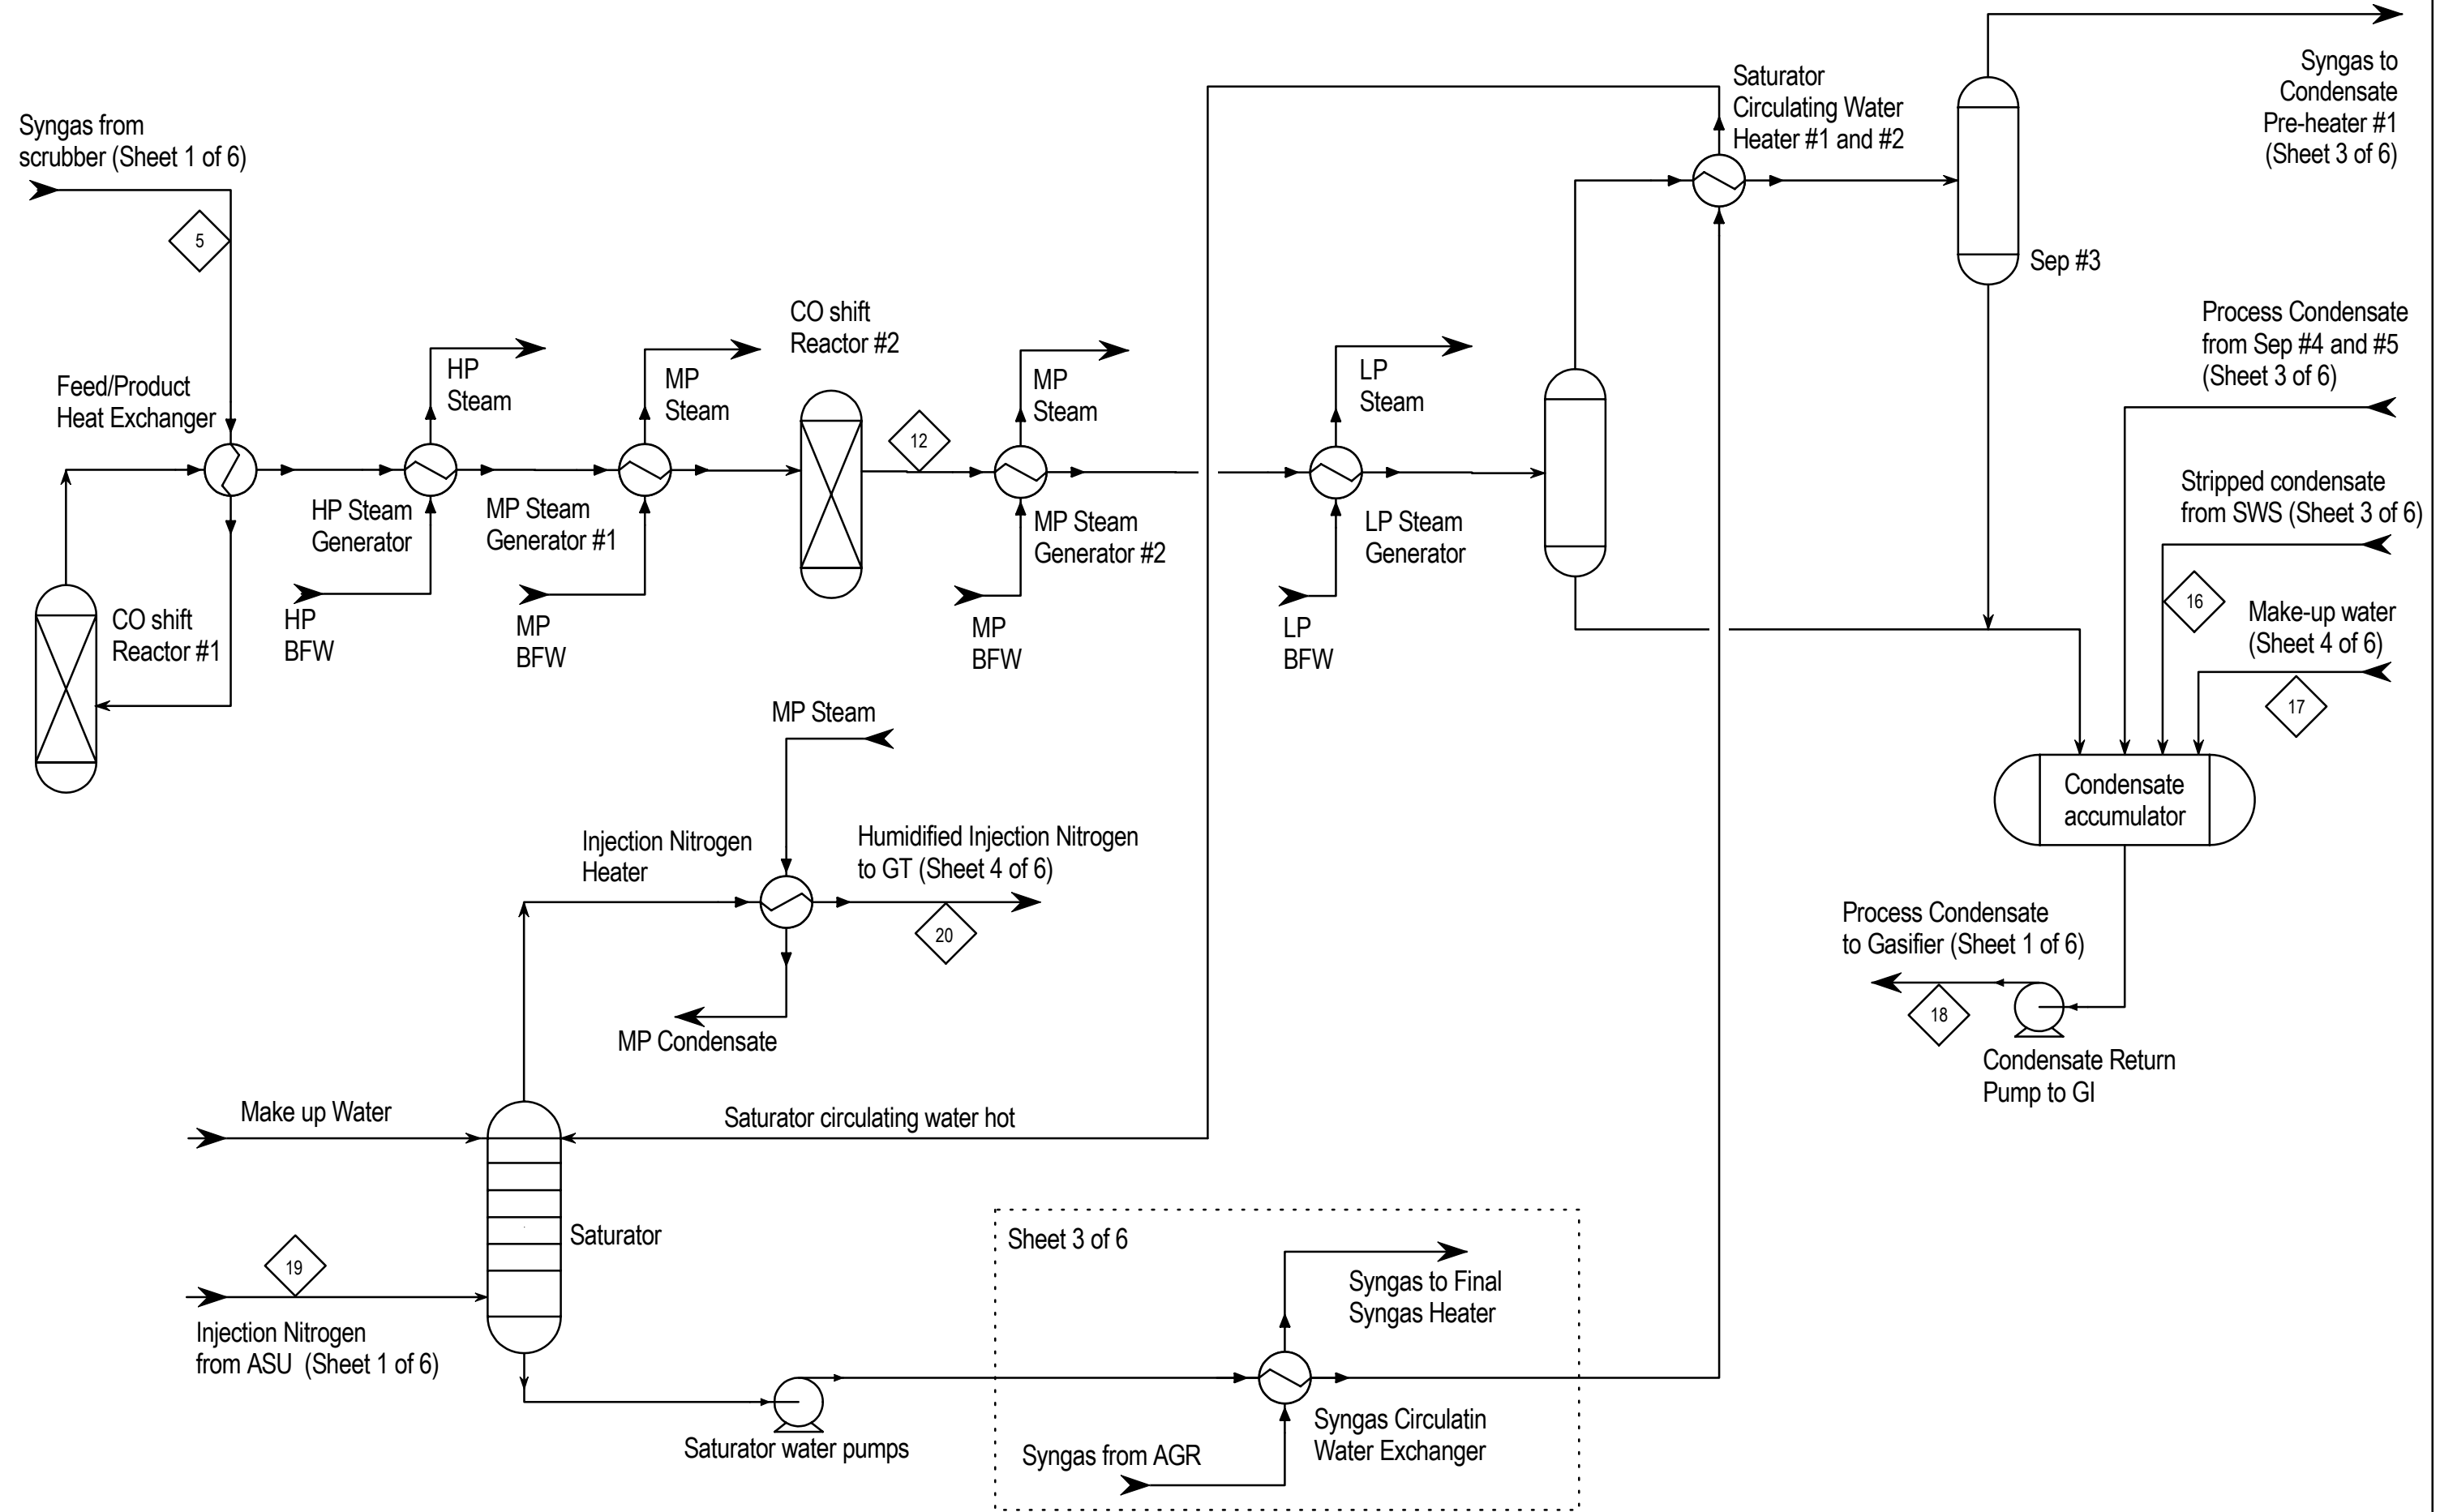 Syngas to
Condensate
Pre-heater #1
(Sheet 3 of 6)
Saturator
Circulating Water
Heater #1 and #2
Syngas from
scrubber (Sheet 1 of 6)
5
Sep #3
CO shift
Reactor #2
Process Condensate
from Sep #4 and #5
(Sheet 3 of 6)
Feed/Product
Heat Exchanger
HP
Steam
MP
Steam
12
MP
Steam
LP
Steam
HP Steam
Generator
MP Steam
Generator #1
MP Steam
Generator #2
LP Steam
Generator
Stripped condensate
from SWS (Sheet 3 of 6)
16
CO shift
Reactor #1
HP
BFW
MP
BFW
MP
BFW
LP
BFW
Make-up water
(Sheet 4 of 6)
17
MP Steam
Condensate
accumulator
Injection Nitrogen
Heater
Humidified Injection Nitrogen
to GT (Sheet 4 of 6)
20
Process Condensate
to Gasifier (Sheet 1 of 6)
18
MP Condensate
Condensate Return
Pump to GI
Make up Water
Saturator circulating water hot
Saturator
19
Injection Nitrogen
from ASU (Sheet 1 of 6)
Sheet 3 of 6
Syngas to Final
Syngas Heater
Saturator water pumps
Syngas Circulatin
Water Exchanger
Syngas from AGR